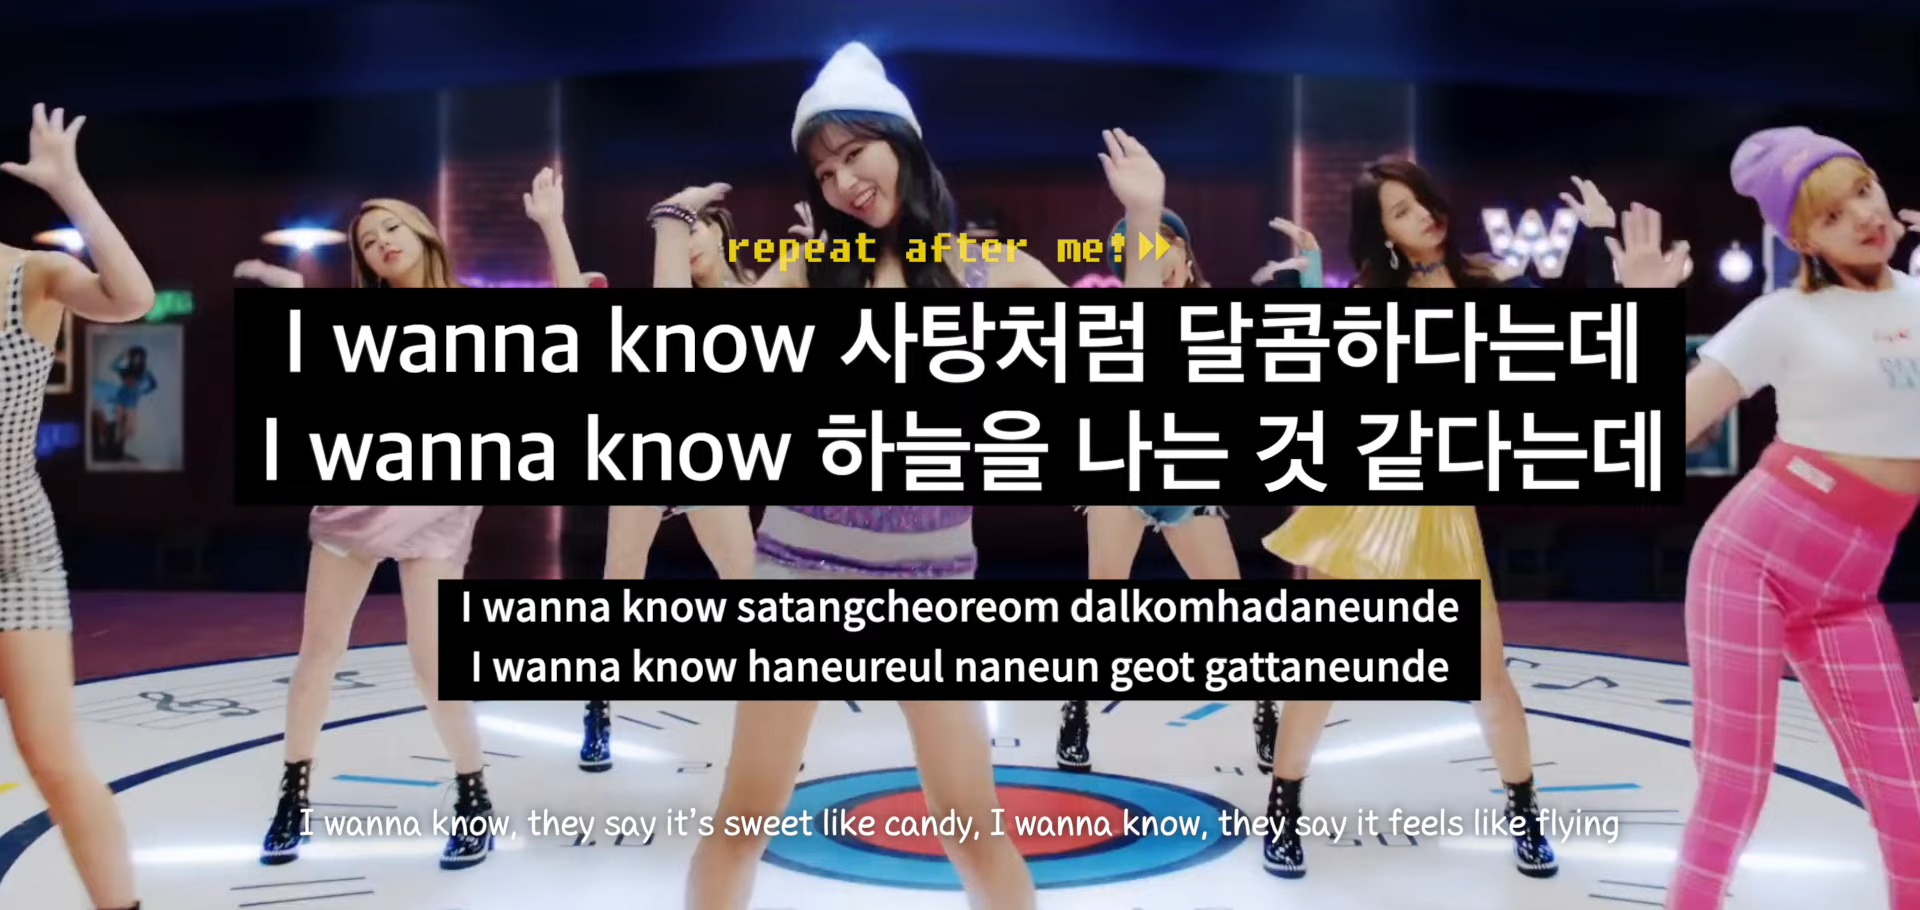 repeat after me!
I wanna know 사탕처럼 달콤하다는데
I wanna know 하늘을 나는 것 같다는데
I wanna know satangcheoreom dalkomhadaneunde
I wanna know haneureul naneun geot gattaneunde
I wanna know, they say it's sweet like candy, I wanna know, they say it feels like flying
W